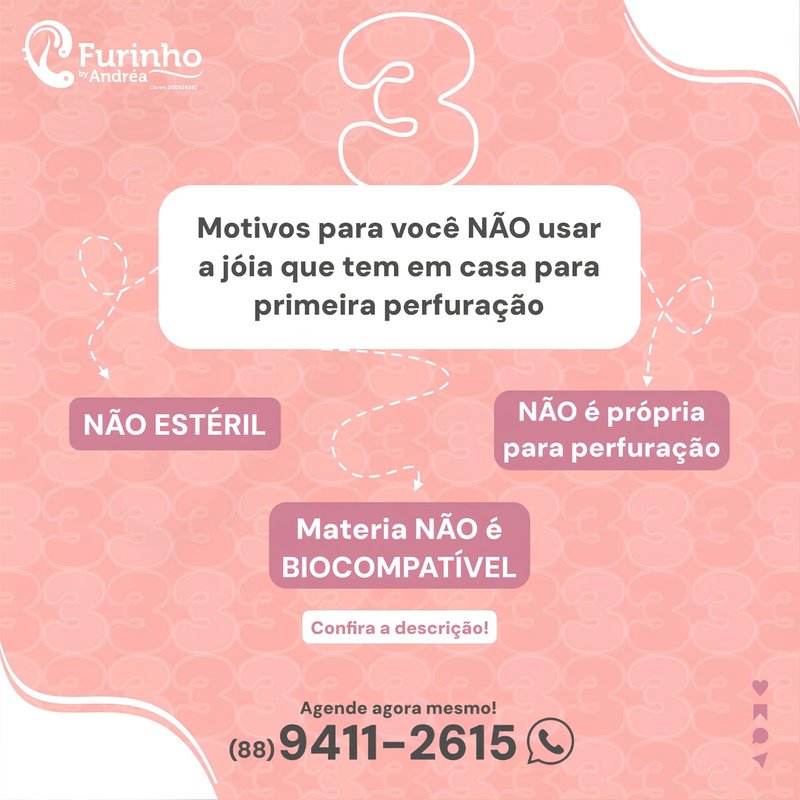 Furinho
by Andréa
3
Motivos para você NÃO usar
a jóia que tem em casa para
primeira perfuração
NÃO ESTÉRIL
NÃO é própria
para perfuração
Materia NÃO é
BIOCOMPATÍVEL
Confira a descrição!
Agende agora mesmo!
(88) 9411-2615